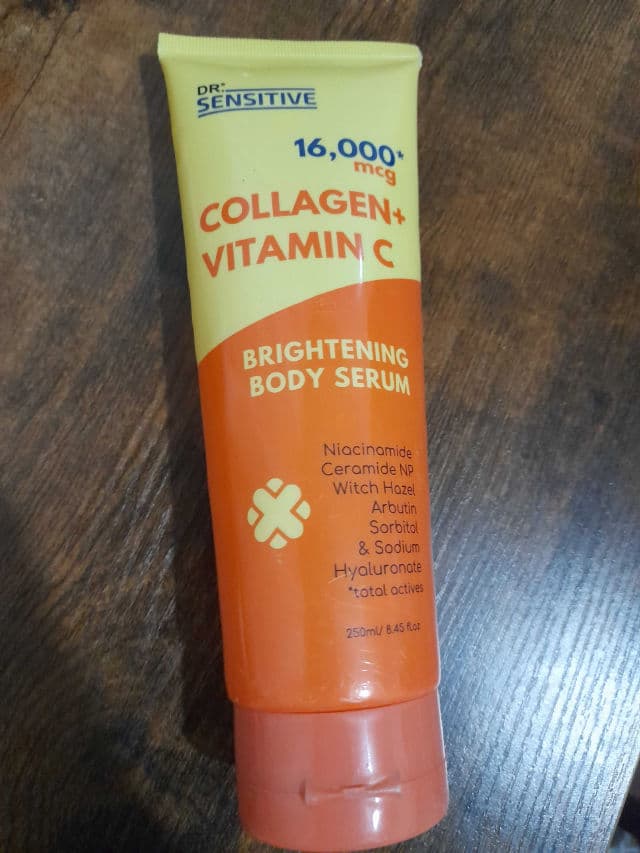 DR.
SENSITIVE
16,000*
mcg
COLLAGEN+
VITAMIN C
BRIGHTENING
BODY SERUM
Niacinamide
Ceramide NP
Witch Hazel
Arbutin
Sorbitol
& Sodium
Hyaluronate
*total actives
250ml/ 8.45 fl.oz